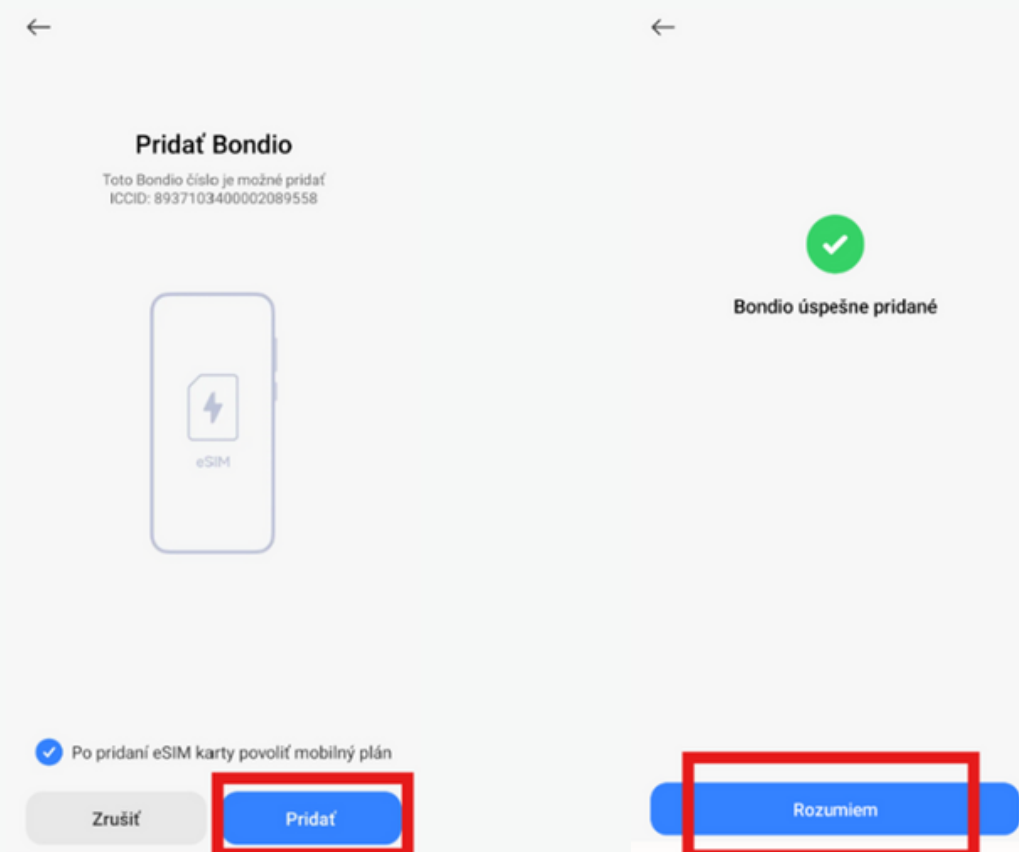 Pridať Bondio
Toto Bondio číslo je možné pridať
ICCID: 8937103400002089558
eSIM
Po pridaní eSIM karty povoliť mobilný plán
Zrušiť
Pridať
Bondio úspešne pridané
Rozumiem